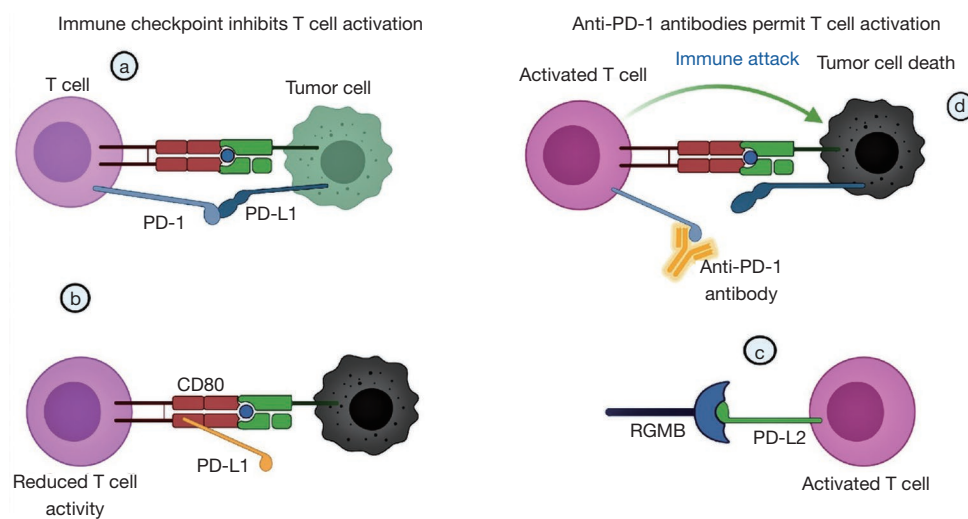 Immune checkpoint inhibits T cell activation
a
T cell
Tumor cell
PD-1
PD-L1
b
CD80
PD-L1
Reduced T cell
activity
Anti-PD-1 antibodies permit T cell activation
Immune attack
Activated T cell
Tumor cell death
d
Anti-PD-1
antibody
c
RGMB
PD-L2
Activated T cell